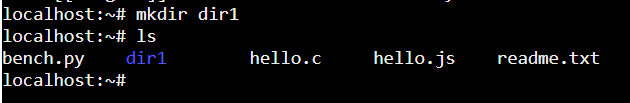 localhost:~# mkdir dir1
localhost:~# ls
bench.py    dir1        hello.c     hello.js    readme.txt
localhost:~#